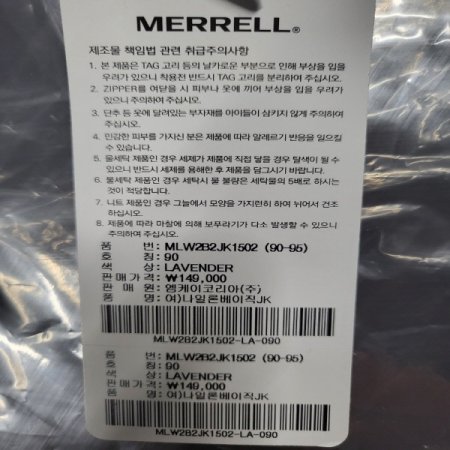 MERRELL®
제조물 책임법 관련 취급주의사항
1. 본 제품은 TAG 고리 등의 날카로운 부분으로 인해 부상을 입을
우려가 있으니 착용전 반드시 TAG 고리를 분리하여 주십시오.
2. ZIPPER를 여닫을 시 피부나 옷에 끼어 부상을 입을 우려가
있으니 주의하여 주십시오.
3. 단추 등 옷에 달려있는 부자재를 아이들이 삼키지 않게 주의하여
주십시오.
4. 민감한 피부를 가지신 분은 제품에 따라 알레르기 반응을 일으킬
수 있습니다.
5. 물세탁 제품인 경우 세제가 제품에 직접 닿을 경우 탈색이 될 수
있으니 반드시 세제를 용해한 후 제품을 담그시기 바랍니다.
6. 물세탁 제품인 경우 세탁시 물 불량은 세탁물의 5배로 하시는
것이 적당합니다.
7. 니트 제품인 경우 그늘에서 모양을 가지런히 하여 뉘어서 건조
하여주십시오.
8. 제품에 따라 마찰에 의해 보푸라기가 다소 발생할 수 있으니
주의하여 주십시오.
품 번: MLW2B2JK1502 (90-95)
호 칭: 90
색 상: LAVENDER
판 매 가 격: ₩149,000
판 매 원: 엠케이코리아(주)
품 명: 여)나일론베이직JK
MLW2B2JK1502-LA-090
품 번: MLW2B2JK1502 (90-95)
호 칭: 90
색 상: LAVENDER
판 매 가 격: ₩149,000
품 명: 여)나일론베이직JK
MLW2B2JK1502-LA-090